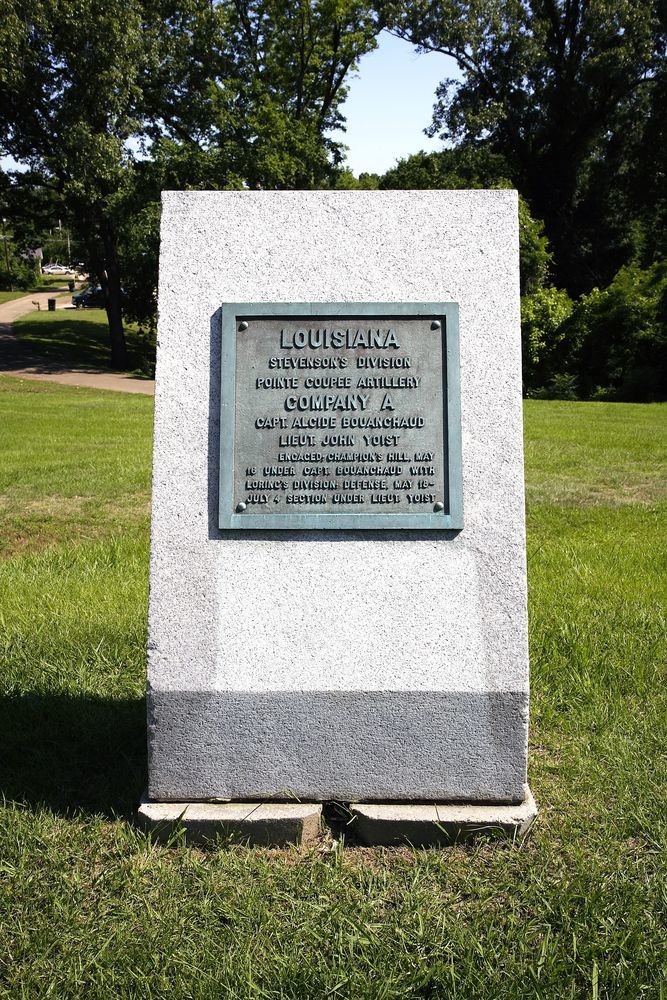 LOUISIANA
STEVENSON'S DIVISION
POINTE COUPEE ARTILLERY
COMPANY A
CAPT. ALCIDE BOUANCHAUD
LIEUT. JOHN YOIST
ENGAGED; CHAMPION'S HILL, MAY
16 UNDER CAPT. BOUANCHAUD WITH
LORING'S DIVISION: DEFENSE, MAY 18-
JULY 4 SECTION UNDER LIEUT. YOIST